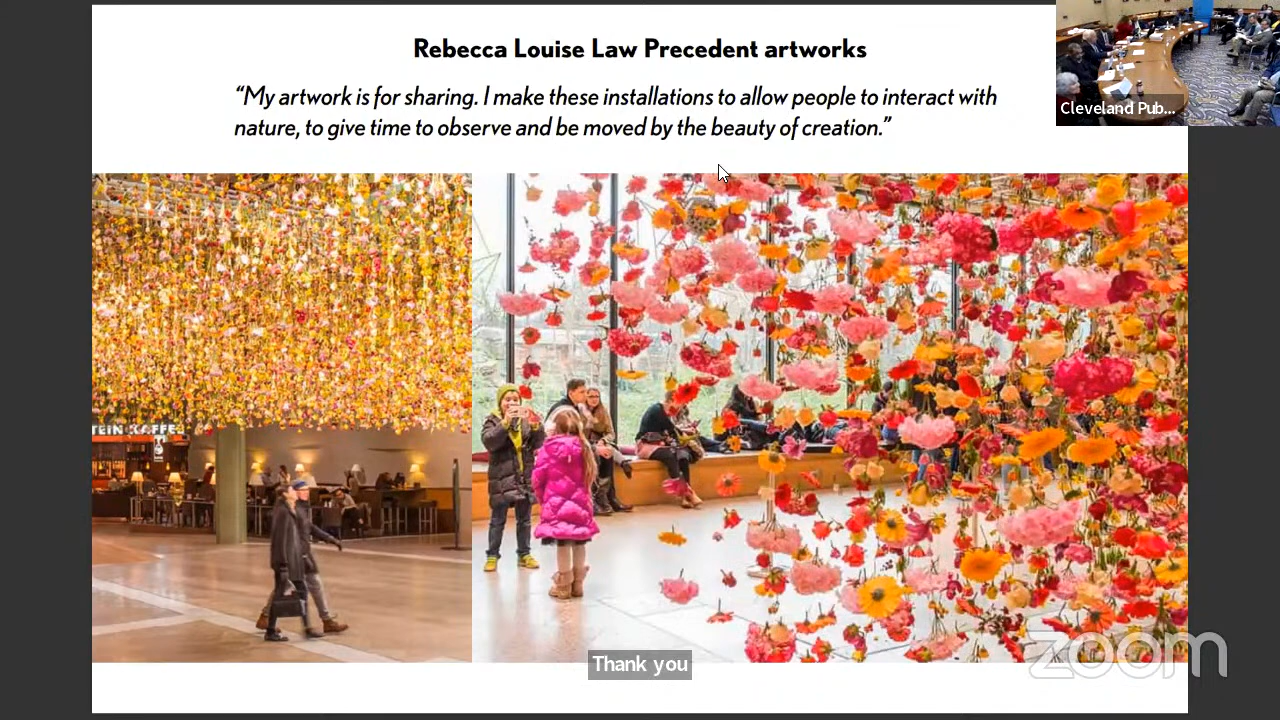 Rebecca Louise Law Precedent artworks
“My artwork is for sharing. I make these installations to allow people to interact with
nature, to give time to observe and be moved by the beauty of creation.”
Cleveland Pub...
TEIN KAFFEE
Thank you
zoom